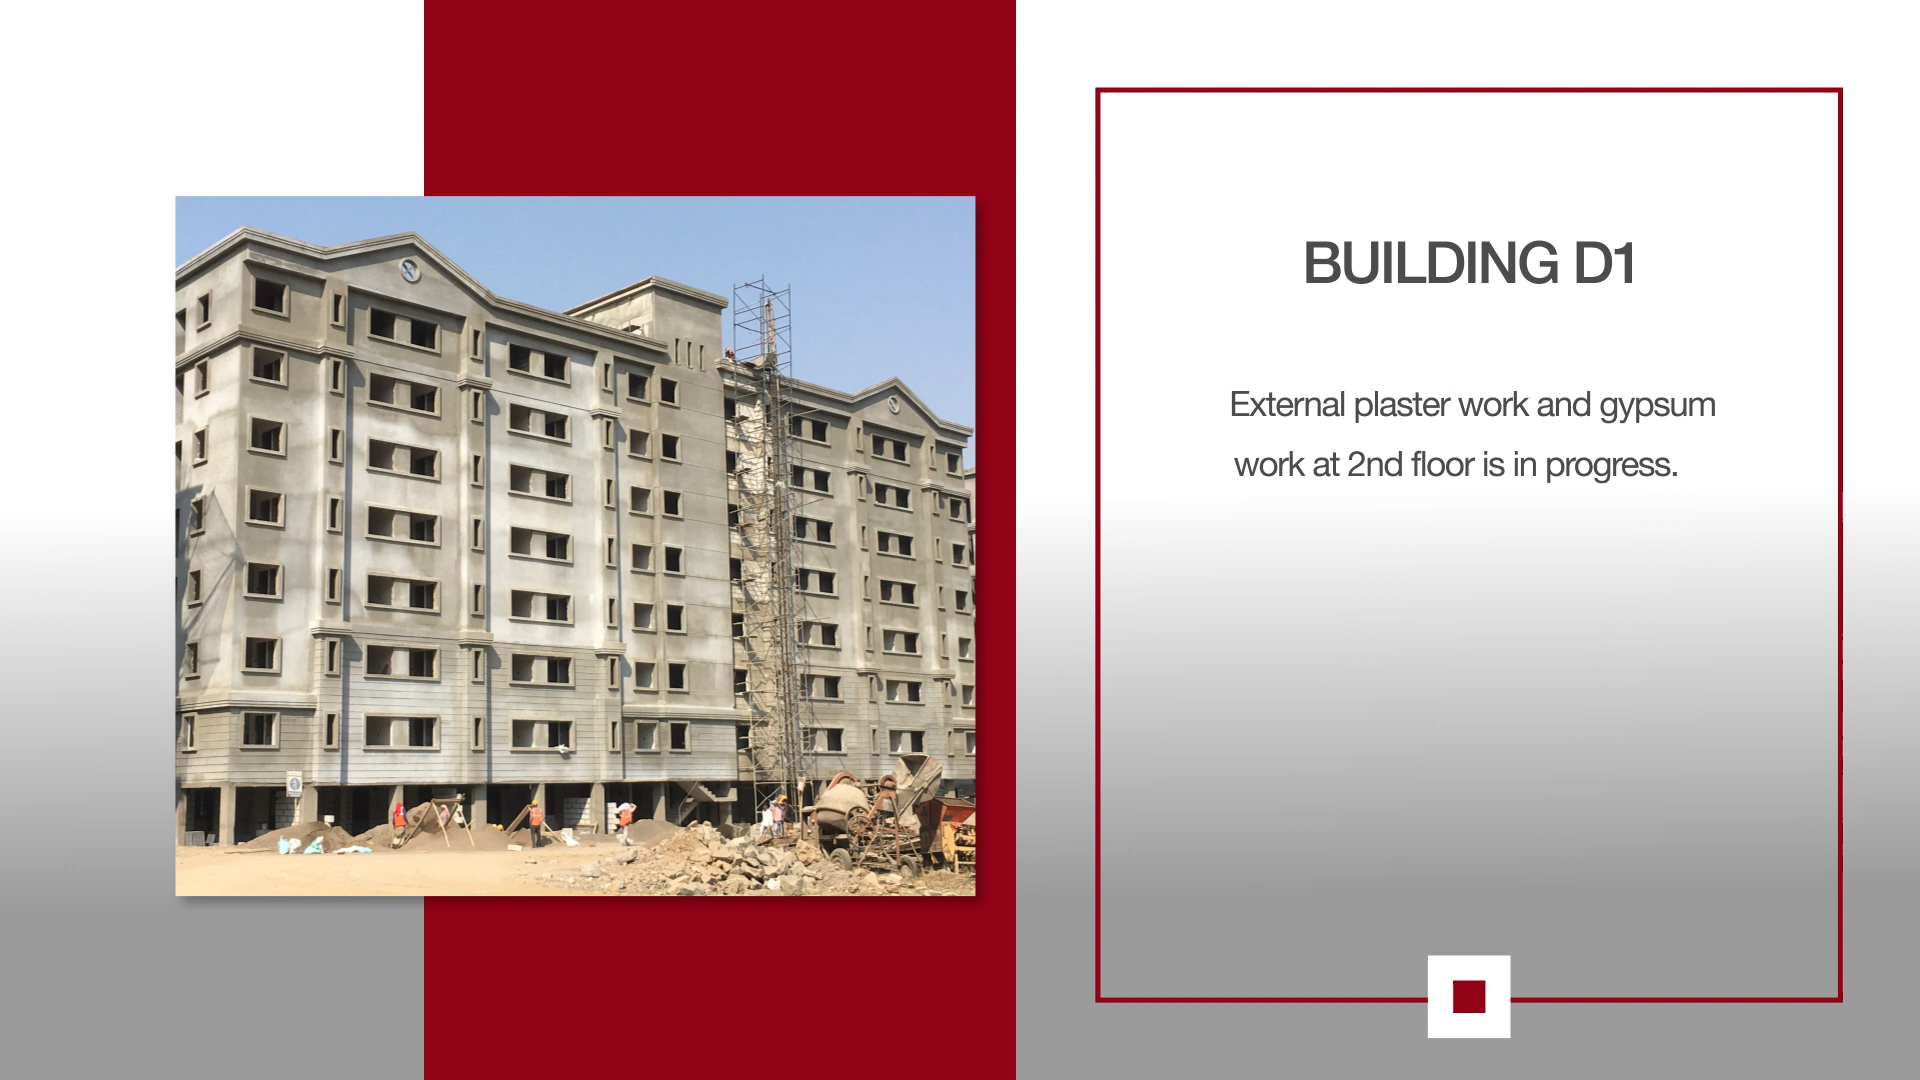 BUILDING D1
External plaster work and gypsum
work at 2nd floor is in progress.